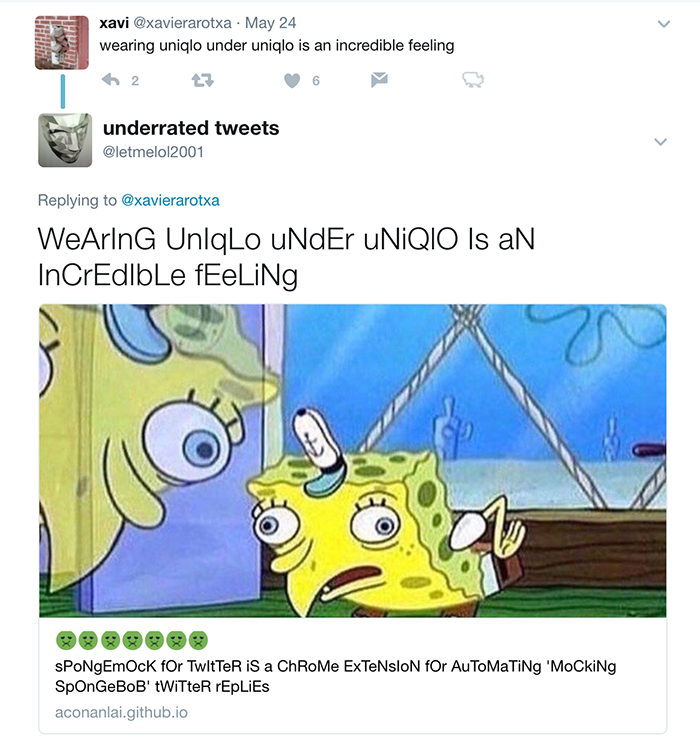 xavi @xavierarotxa · May 24
wearing uniqlo under uniqlo is an incredible feeling
2 6
underrated tweets
@letmelol2001
Replying to @xavierarotxa
WeArInG UnIqLo uNdEr uNiQlO Is aN
InCrEdIbLe fEeLiNg
sPoNgEmOcK fOr TwItTeR iS a ChRoMe ExTeNsIoN fOr AuToMaTiNg 'MoCkiNg
SpOnGeBoB' tWiTteR rEpLiEs
aconanlai.github.io